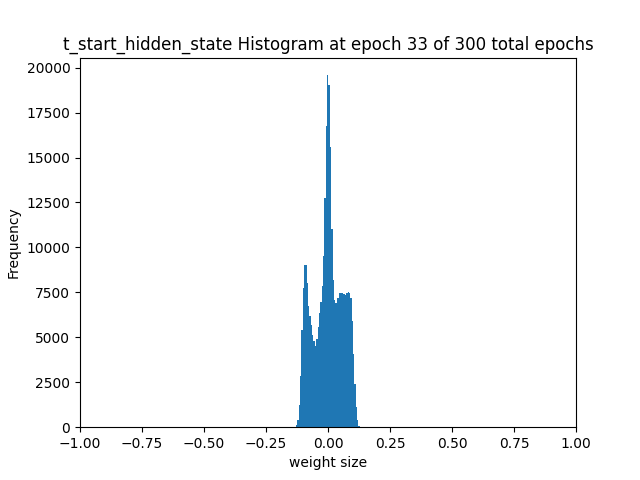 t_start_hidden_state Histogram at epoch 33 of 300 total epochs
20000
17500
15000
12500
10000
7500
5000
2500
0
Frequency
−1.00 −0.75 −0.50 −0.25 0.00 0.25 0.50 0.75 1.00
weight size